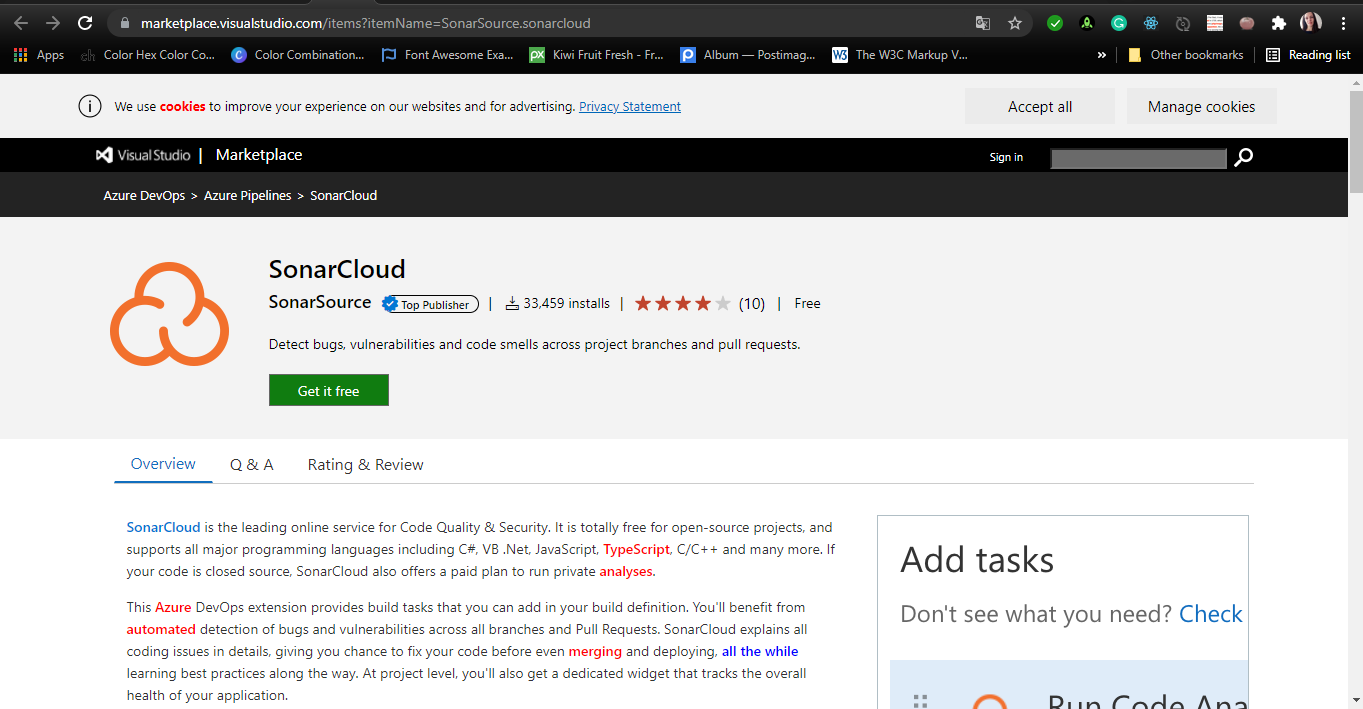 marketplace.visualstudio.com/items?itemName=SonarSource.sonarcloud
Apps Color Hex Color Co... Color Combination... Font Awesome Exa... Kiwi Fruit Fresh - Fr... Album — Postimag... The W3C Markup V... » Other bookmarks Reading list
We use cookies to improve your experience on our websites and for advertising. Privacy Statement Accept all Manage cookies
Visual Studio | Marketplace Sign in
Azure DevOps > Azure Pipelines > SonarCloud
SonarCloud
SonarSource Top Publisher | 33,459 installs | (10) | Free
Detect bugs, vulnerabilities and code smells across project branches and pull requests.
Get it free
Overview Q & A Rating & Review
SonarCloud is the leading online service for Code Quality & Security. It is totally free for open-source projects, and
supports all major programming languages including C#, VB .Net, JavaScript, TypeScript, C/C++ and many more. If
your code is closed source, SonarCloud also offers a paid plan to run private analyses.
This Azure DevOps extension provides build tasks that you can add in your build definition. You'll benefit from
automated detection of bugs and vulnerabilities across all branches and Pull Requests. SonarCloud explains all
coding issues in details, giving you chance to fix your code before even merging and deploying, all the while
learning best practices along the way. At project level, you'll also get a dedicated widget that tracks the overall
health of your application.
Add tasks
Don't see what you need? Check
Run Code Ana